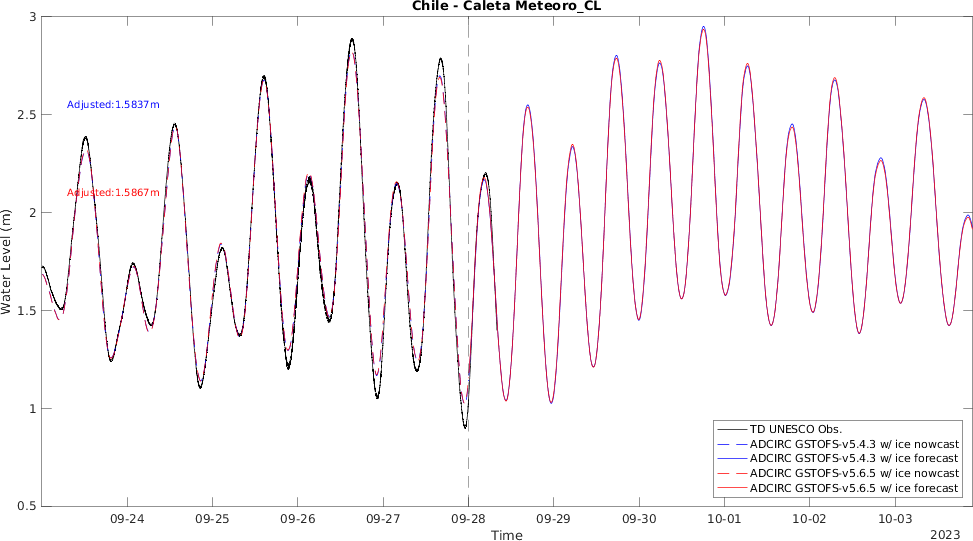 Chile - Caleta Meteoro_CL
3
2.5
2
1.5
1
0.5
Water Level (m)
Adjusted:1.5837m
Adjusted:1.5867m
TD UNESCO Obs.
ADCIRC GSTOFS-v5.4.3 w/ ice nowcast
ADCIRC GSTOFS-v5.4.3 w/ ice forecast
ADCIRC GSTOFS-v5.6.5 w/ ice nowcast
ADCIRC GSTOFS-v5.6.5 w/ ice forecast
09-24 09-25 09-26 09-27 09-28 09-29 09-30 10-01 10-02 10-03
Time
2023